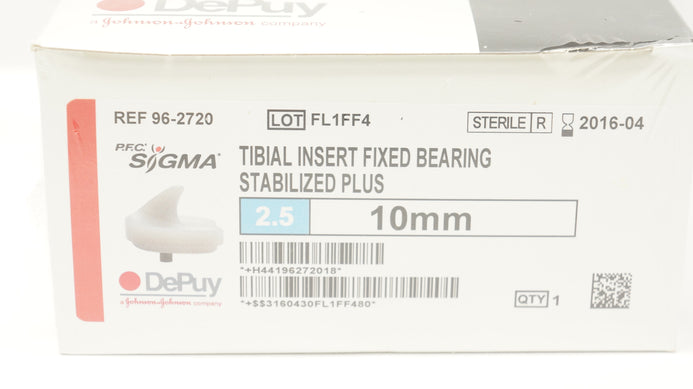 DePuy
a Johnson & Johnson company
REF 96-2720 LOT FL1FF4 STERILE R 2016-04
P.F.C. SIGMA®
TIBIAL INSERT FIXED BEARING
STABILIZED PLUS
2.5 10mm
*+H44196272018*
DePuy
a Johnson & Johnson company
*+$$3160430FL1FF480*
QTY 1